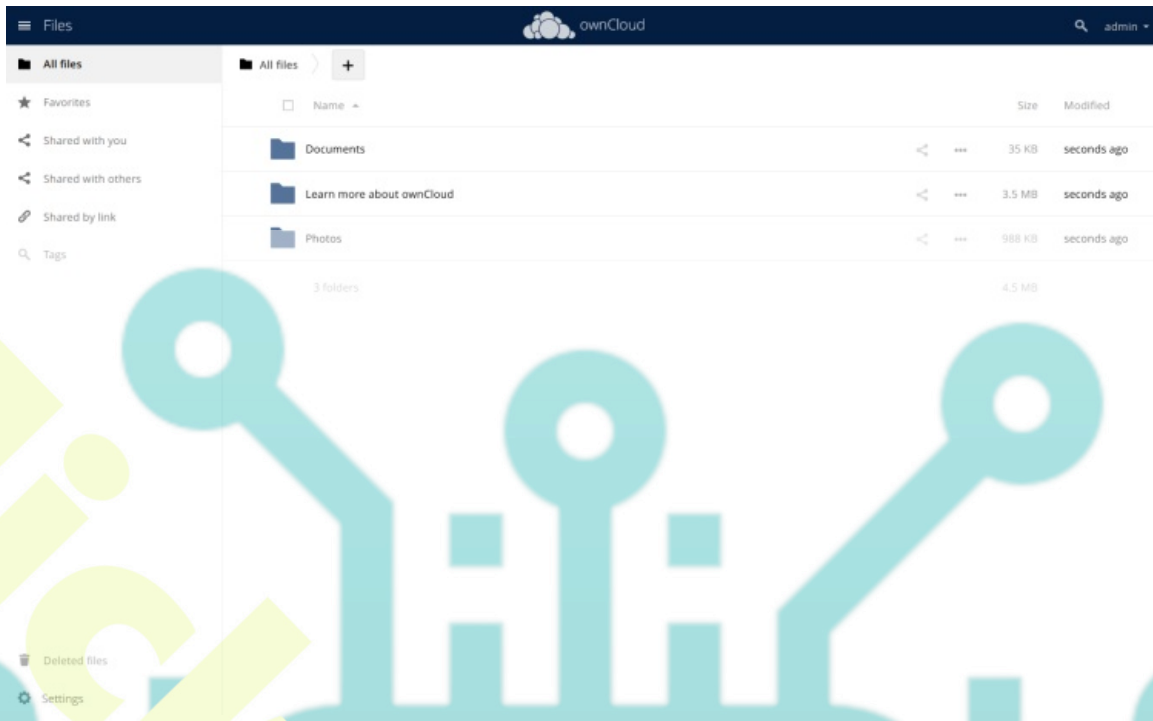 Files ownCloud admin
All files
Favorites
Shared with you
Shared with others
Shared by link
Tags
Deleted files
Settings
All files +
Name Size Modified
Documents 35 KB seconds ago
Learn more about ownCloud 3.5 MB seconds ago
Photos 988 KB seconds ago
3 folders 4.5 MB